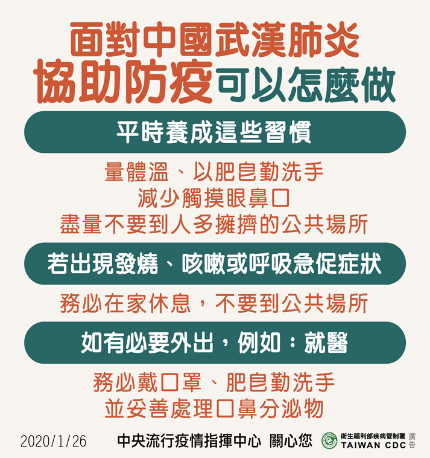 面對中國武漢肺炎
協助防疫可以怎麼做
平時養成這些習慣
量體溫、以肥皂勤洗手
減少觸摸眼鼻口
盡量不要到人多擁擠的公共場所
若出現發燒、咳嗽或呼吸急促症狀
務必在家休息，不要到公共場所
如有必要外出，例如：就醫
務必戴口罩、肥皂勤洗手
並妥善處理口鼻分泌物
2020/1/26 中央流行疫情指揮中心 關心您 衛生福利部疾病管制署 廣告
TAIWAN CDC